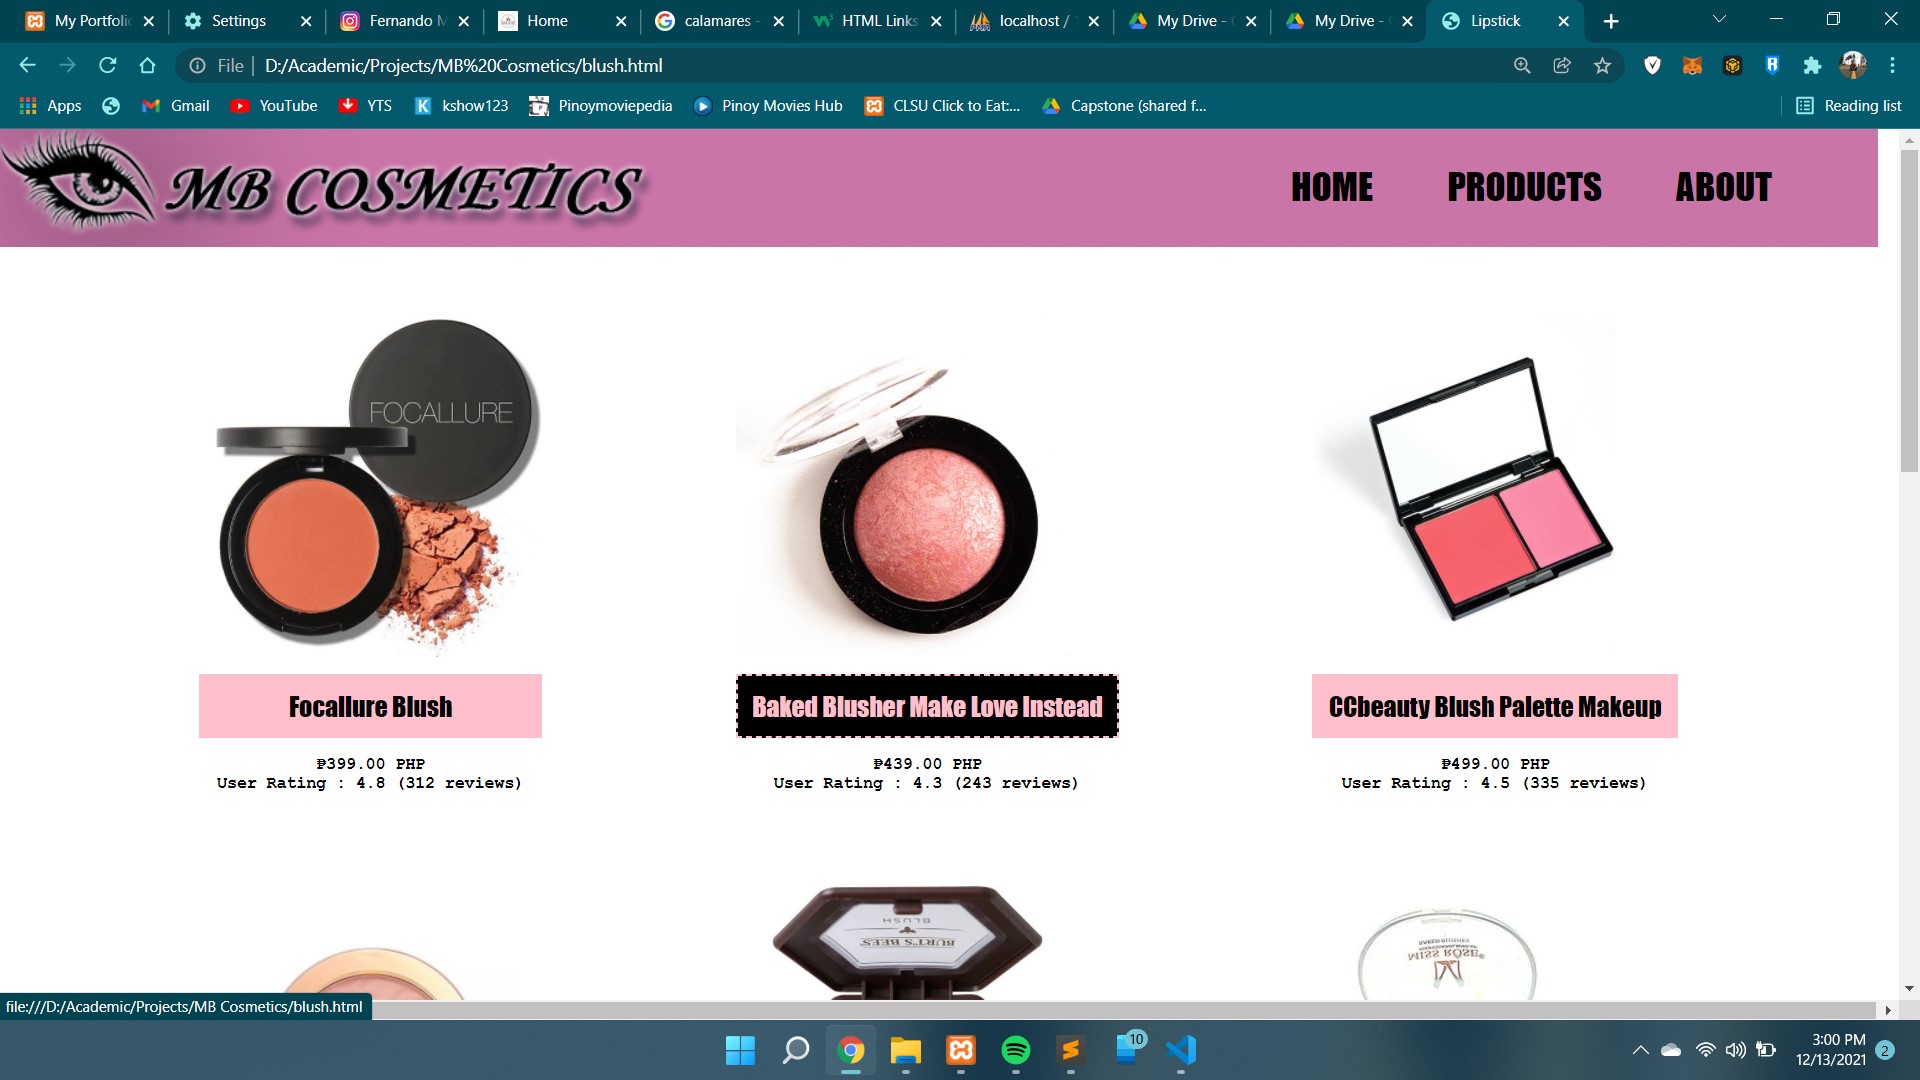 My Portfolio
Settings
Fernando M
Home
calamares -
HTML Links
localhost /
My Drive -
My Drive -
Lipstick
File
D:/Academic/Projects/MB%20Cosmetics/blush.html
Apps
Gmail
YouTube
YTS
kshow123
Pinoymoviepedia
Pinoy Movies Hub
CLSU Click to Eat:...
Capstone (shared f...
Reading list
MB COSMETICS
HOME
PRODUCTS
ABOUT
FOCALLURE
Focallure Blush
Baked Blusher Make Love Instead
CCbeauty Blush Palette Makeup
₱399.00 PHP
User Rating : 4.8 (312 reviews)
₱439.00 PHP
User Rating : 4.3 (243 reviews)
₱499.00 PHP
User Rating : 4.5 (335 reviews)
BLUSH
BURT'S BEES
BAKED BLUSHER
MISS ROSE
file:///D:/Academic/Projects/MB Cosmetics/blush.html
10
3:00 PM
12/13/2021
2